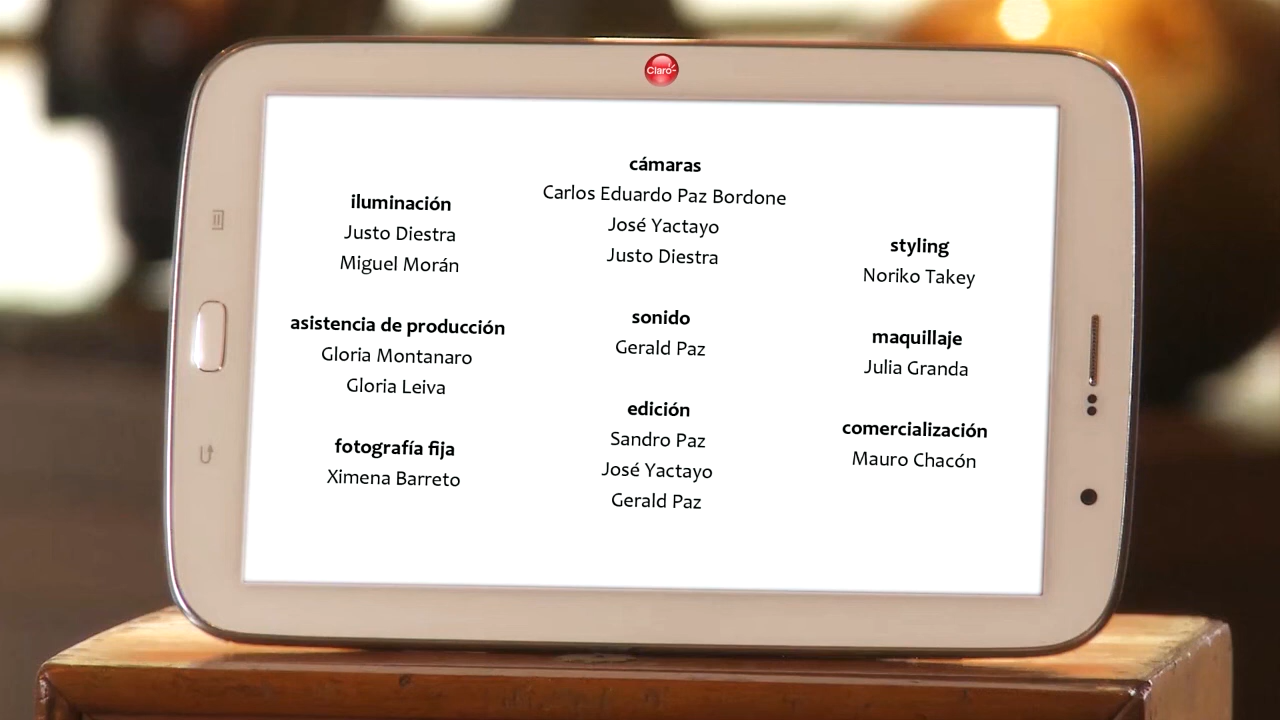 Claro
iluminación
Justo Diestra
Miguel Morán
asistencia de producción
Gloria Montanaro
Gloria Leiva
fotografía fija
Ximena Barreto
cámaras
Carlos Eduardo Paz Bordone
José Yactayo
Justo Diestra
sonido
Gerald Paz
edición
Sandro Paz
José Yactayo
Gerald Paz
styling
Noriko Takey
maquillaje
Julia Granda
comercialización
Mauro Chacón